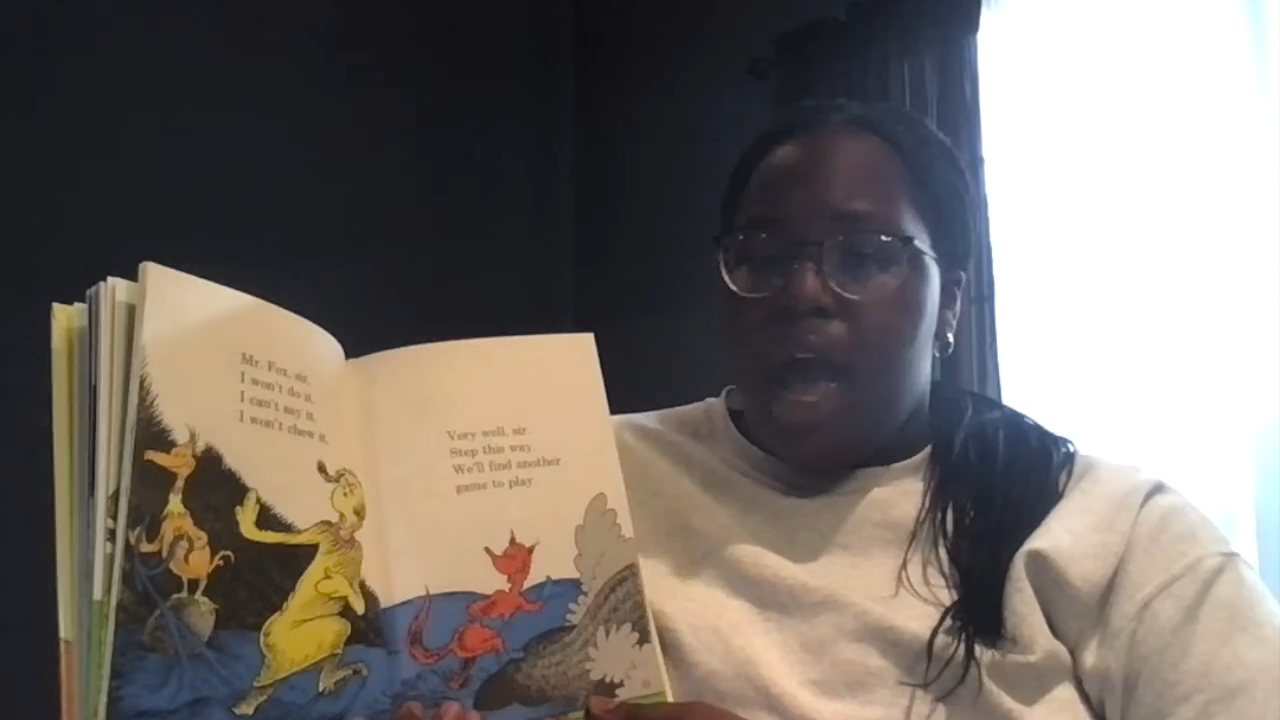 Mr. Fox, sir,
I won't do it.
I can't say it.
I won't chew it.
Very well, sir.
Step this way.
We'll find another
game to play.